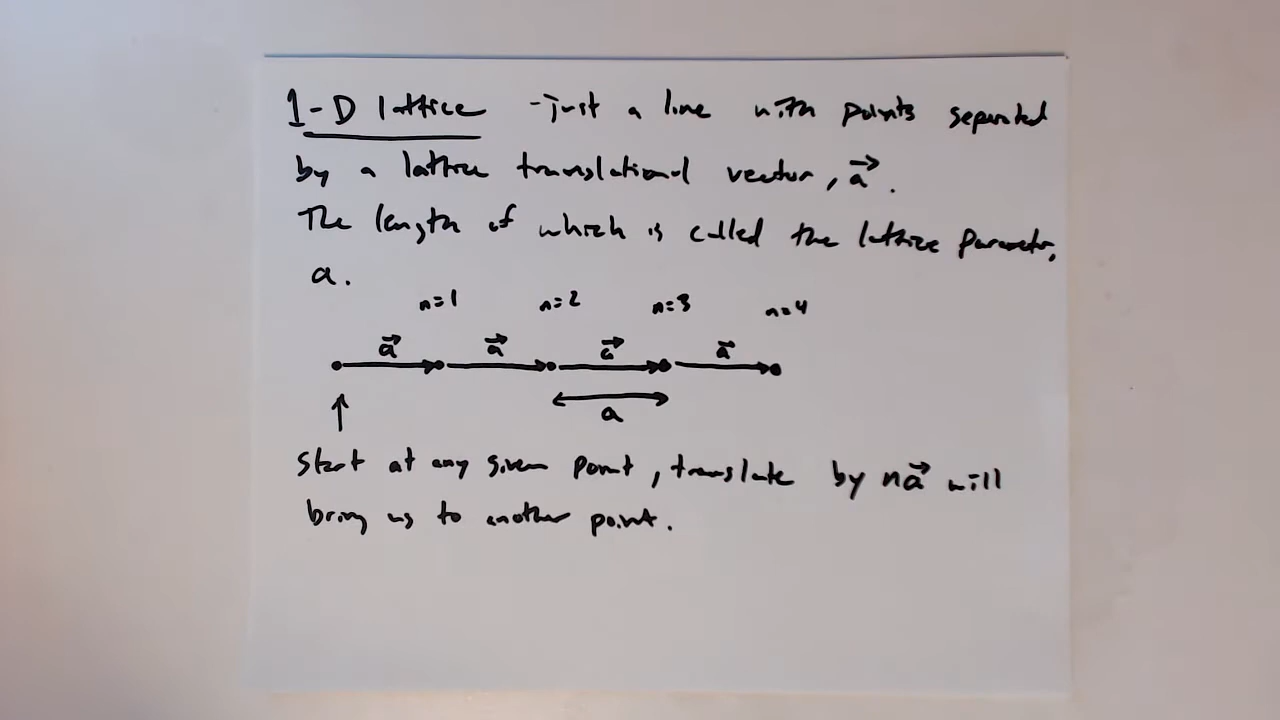 1-D lattice - just a line with points separated
by a lattice translational vector, a⃗.
The length of which is called the lattice parameter,
a.
n=1 n=2 n=3 n=4
a⃗ a⃗ a⃗ a⃗
a
start at any given point, translate by na⃗ will
bring us to another point.